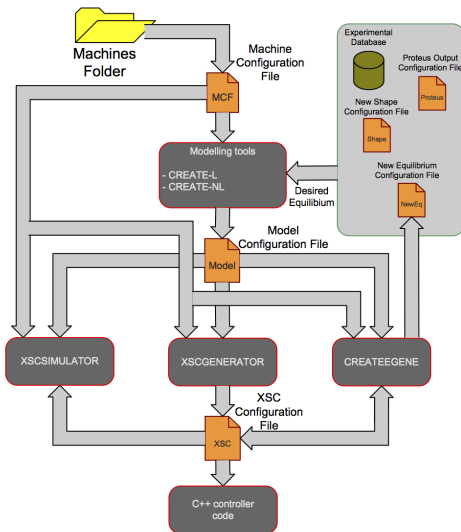 Machines
Folder
Machine
Configuration
File
MCF
Experimental
Database
Proteus Output
Configuration File
Proteus
New Shape
Configuration File
Shape
New Equilibrium
Configuration File
NewEq
Modelling tools
- CREATE-L
- CREATE-NL
Desired
Equilibrium
Model
Configuration File
Model
XSCSIMULATOR
XSCGENERATOR
CREATEEGENE
XSC
Configuration
File
XSC
C++ controller
code